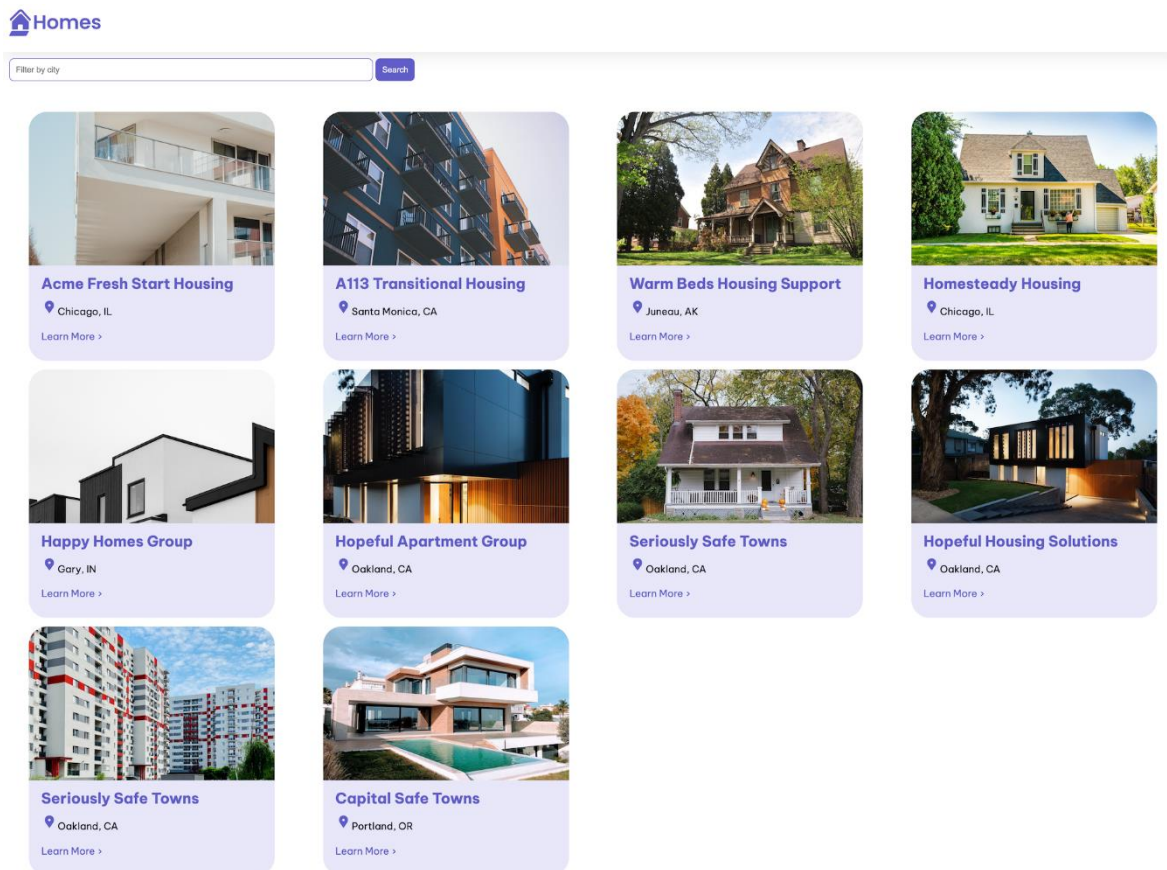 Homes
Filter by city
Search
Acme Fresh Start Housing
Chicago, IL
Learn More >
A113 Transitional Housing
Santa Monica, CA
Learn More >
Warm Beds Housing Support
Juneau, AK
Learn More >
Homesteady Housing
Chicago, IL
Learn More >
Happy Homes Group
Gary, IN
Learn More >
Hopeful Apartment Group
Oakland, CA
Learn More >
Seriously Safe Towns
Oakland, CA
Learn More >
Hopeful Housing Solutions
Oakland, CA
Learn More >
Seriously Safe Towns
Oakland, CA
Learn More >
Capital Safe Towns
Portland, OR
Learn More >